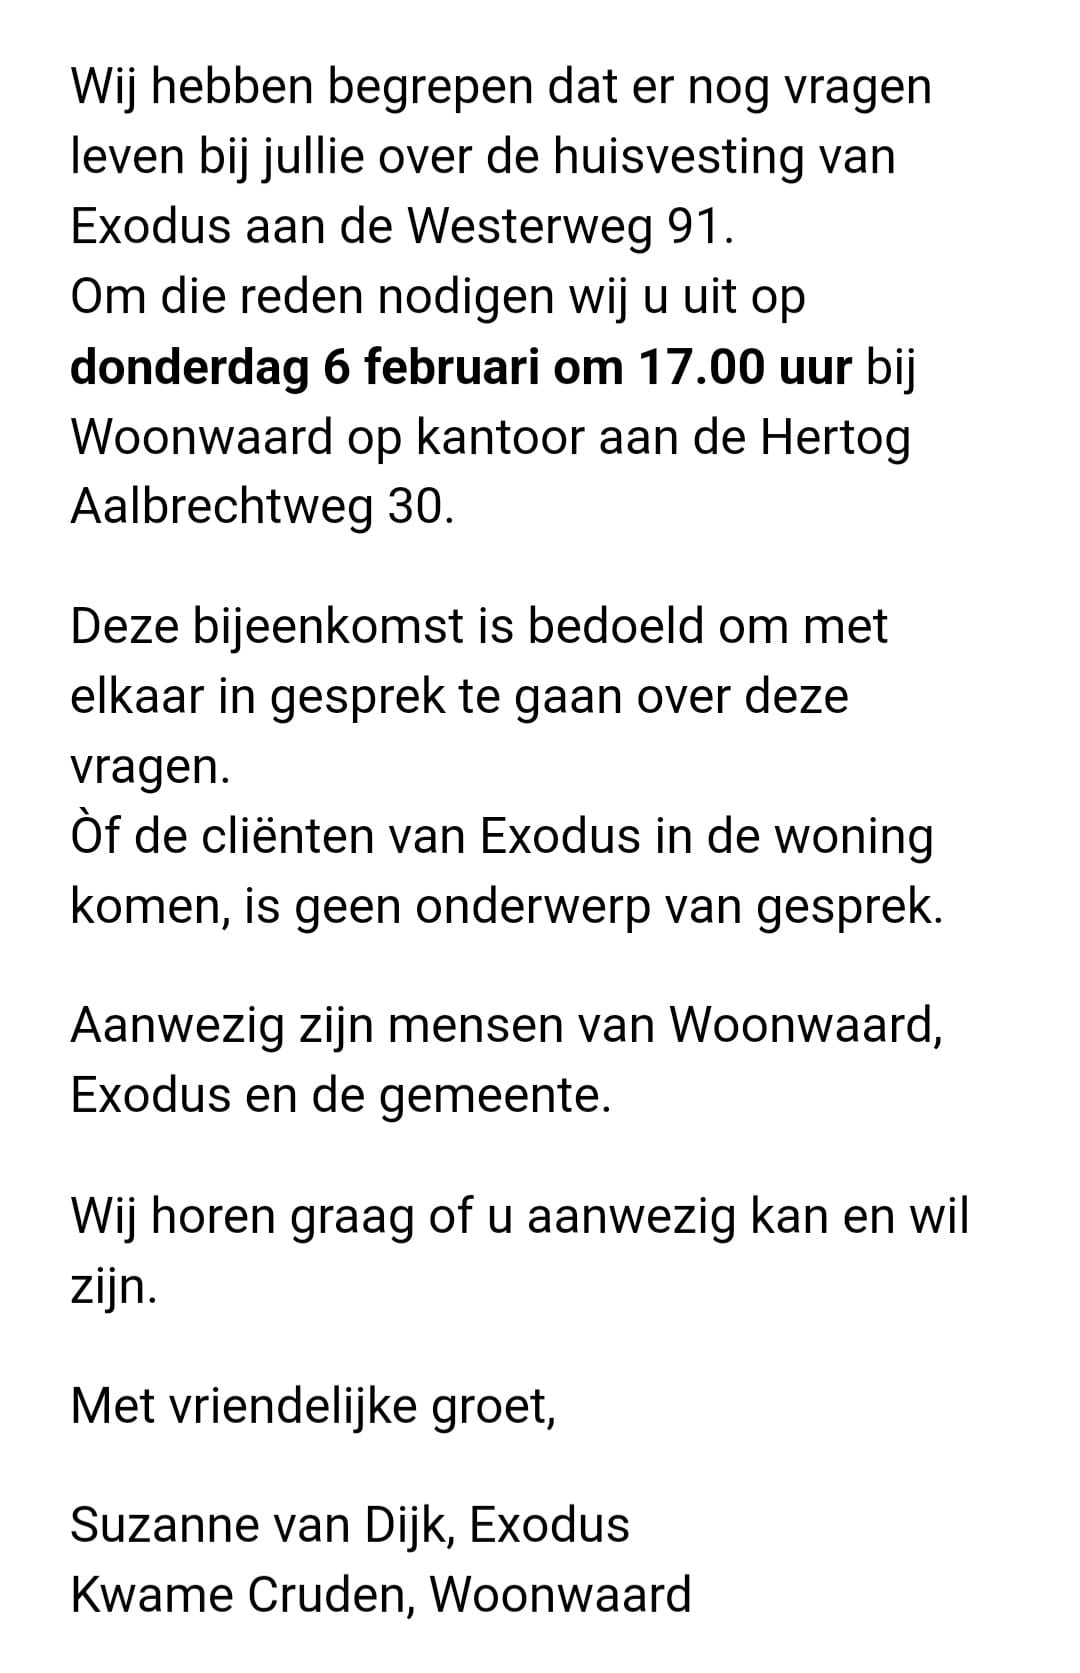 Wij hebben begrepen dat er nog vragen
leven bij jullie over de huisvesting van
Exodus aan de Westerweg 91.
Om die reden nodigen wij u uit op
donderdag 6 februari om 17.00 uur bij
Woonwaard op kantoor aan de Hertog
Aalbrechtweg 30.
Deze bijeenkomst is bedoeld om met
elkaar in gesprek te gaan over deze
vragen.
Òf de cliënten van Exodus in de woning
komen, is geen onderwerp van gesprek.
Aanwezig zijn mensen van Woonwaard,
Exodus en de gemeente.
Wij horen graag of u aanwezig kan en wil
zijn.
Met vriendelijke groet,
Suzanne van Dijk, Exodus
Kwame Cruden, Woonwaard